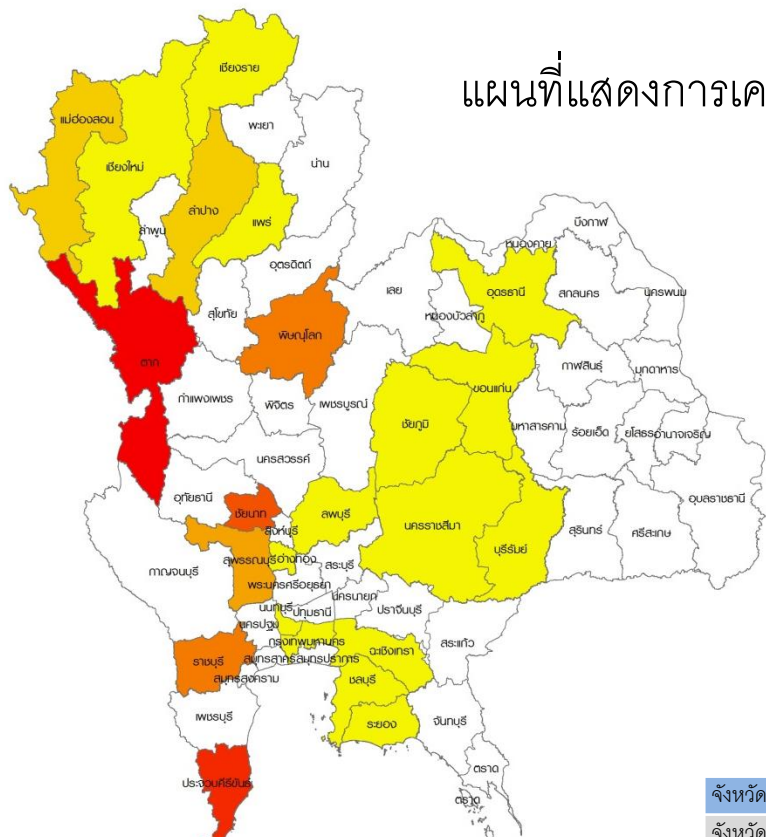 แผนที่แสดงการเค
เชียงราย
แม่ฮ่องสอน
พะเยา
เชียงใหม่
น่าน
ลำปาง
แพร่
ลำพูน
บึงกาฬ
หนองคาย
อุตรดิตถ์
เลย
อุดรธานี
สกลนคร
นครพนม
สุโขทัย
หนองบัวลำภู
พิษณุโลก
ตาก
กาฬสินธุ์
มุกดาหาร
ขอนแก่น
กำแพงเพชร
พิจิตร
เพชรบูรณ์
ชัยภูมิ
มหาสารคาม
ร้อยเอ็ด
ยโสธร
อำนาจเจริญ
นครสวรรค์
อุทัยธานี
อุบลราชธานี
ชัยนาท
ลพบุรี
นครราชสีมา
บุรีรัมย์
สุรินทร์
ศรีสะเกษ
สิงห์บุรี
สุพรรณบุรี
อ่างทอง
สระบุรี
กาญจนบุรี
พระนครศรีอยุธยา
นครนายก
นนทบุรี
ปทุมธานี
ปราจีนบุรี
นครปฐม
กรุงเทพมหานคร
ฉะเชิงเทรา
สระแก้ว
ราชบุรี
สมุทรสาคร
สมุทรปราการ
สมุทรสงคราม
ชลบุรี
เพชรบุรี
ระยอง
จันทบุรี
ตราด
ตราด
ประจวบคีรีขันธ์
จังหวัด
จังหวัด